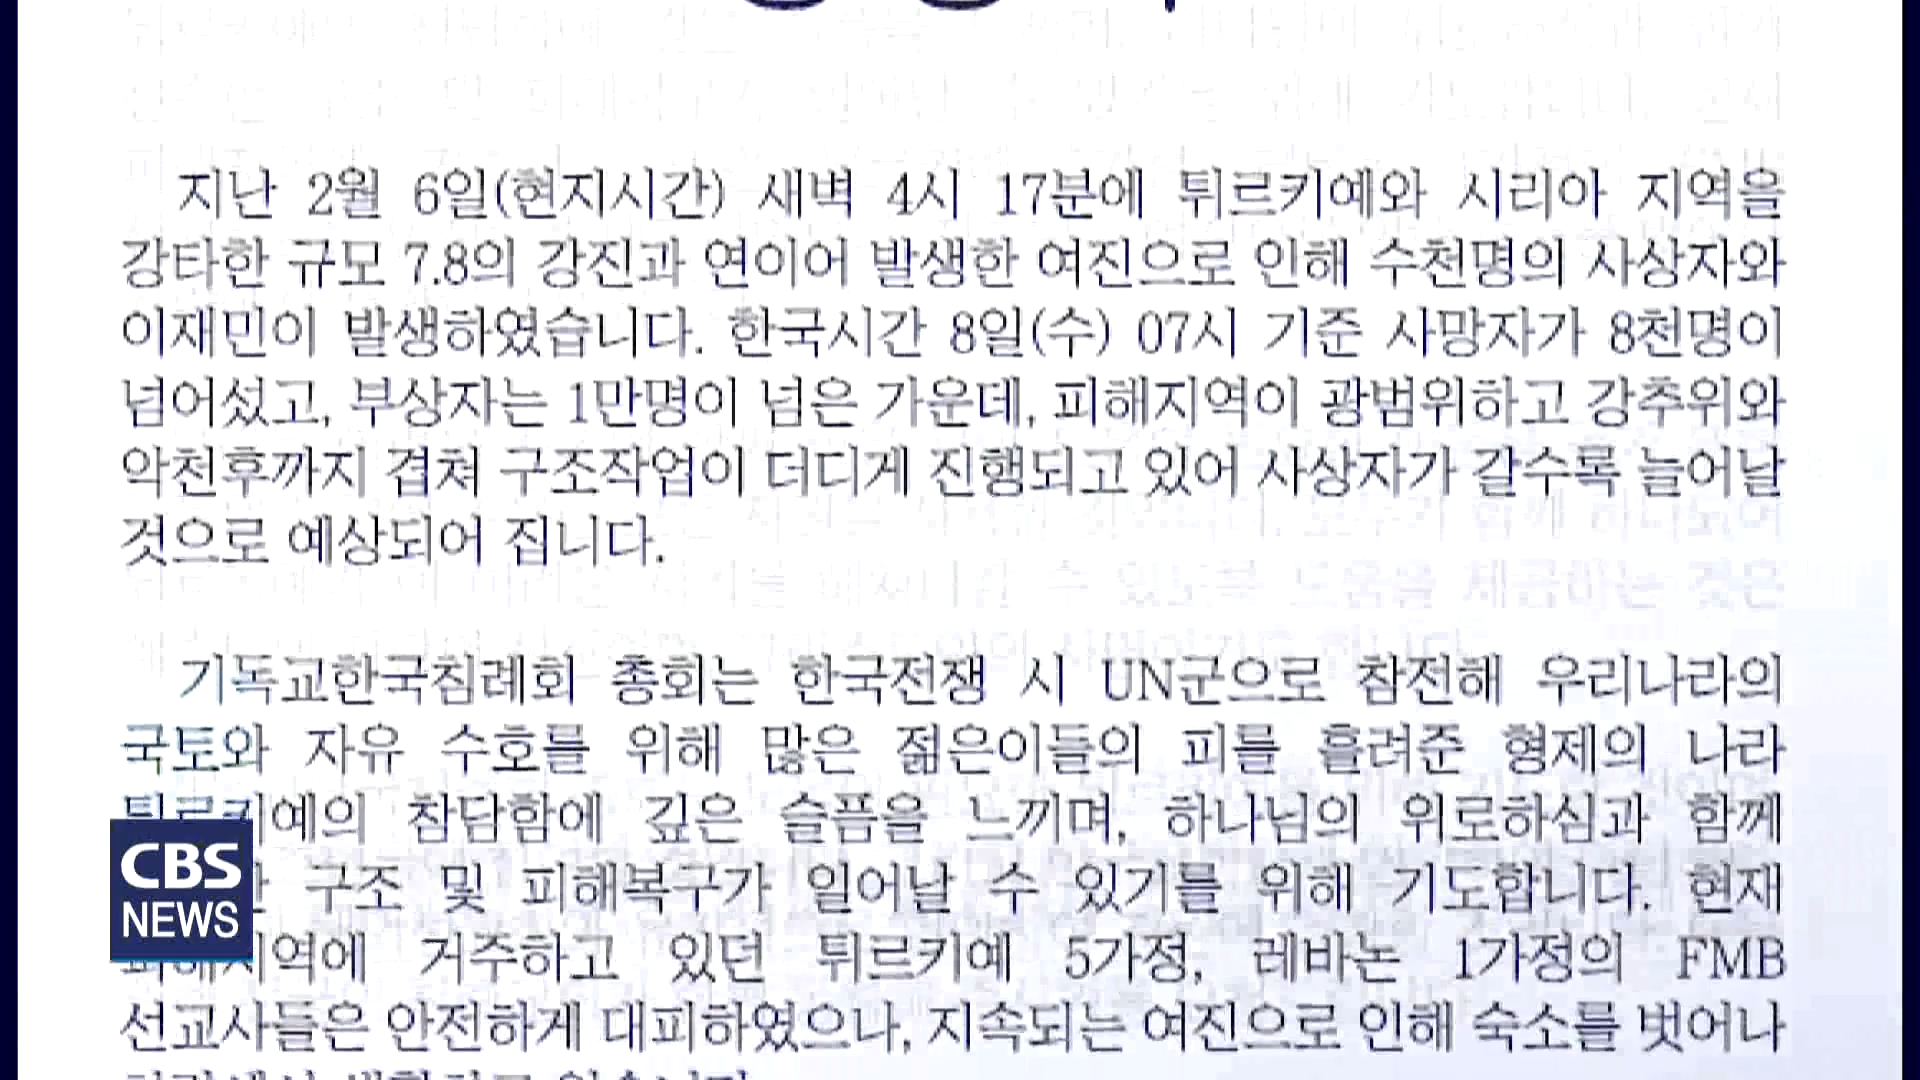 지난 2월 6일(현지시간) 새벽 4시 17분에 튀르키예와 시리아 지역을
강타한 규모 7.8의 강진과 연이어 발생한 여진으로 인해 수천명의 사상자와
이재민이 발생하였습니다. 한국시간 8일(수) 07시 기준 사망자가 8천명이
넘어섰고, 부상자는 1만명이 넘은 가운데, 피해지역이 광범위하고 강추위와
악천후까지 겹쳐 구조작업이 더디게 진행되고 있어 사상자가 갈수록 늘어날
것으로 예상되어 집니다.
기독교한국침례회 총회는 한국전쟁 시 UN군으로 참전해 우리나라의
국토와 자유 수호를 위해 많은 젊은이들의 피를 흘려준 형제의 나라
튀르키예의 참담함에 깊은 슬픔을 느끼며, 하나님의 위로하심과 함께
구조 및 피해복구가 일어날 수 있기를 위해 기도합니다. 현재
피해지역에 거주하고 있던 튀르키예 5가정, 레바논 1가정의 FMB
선교사들은 안전하게 대피하였으나, 지속되는 여진으로 인해 숙소를 벗어나
CBS
NEWS